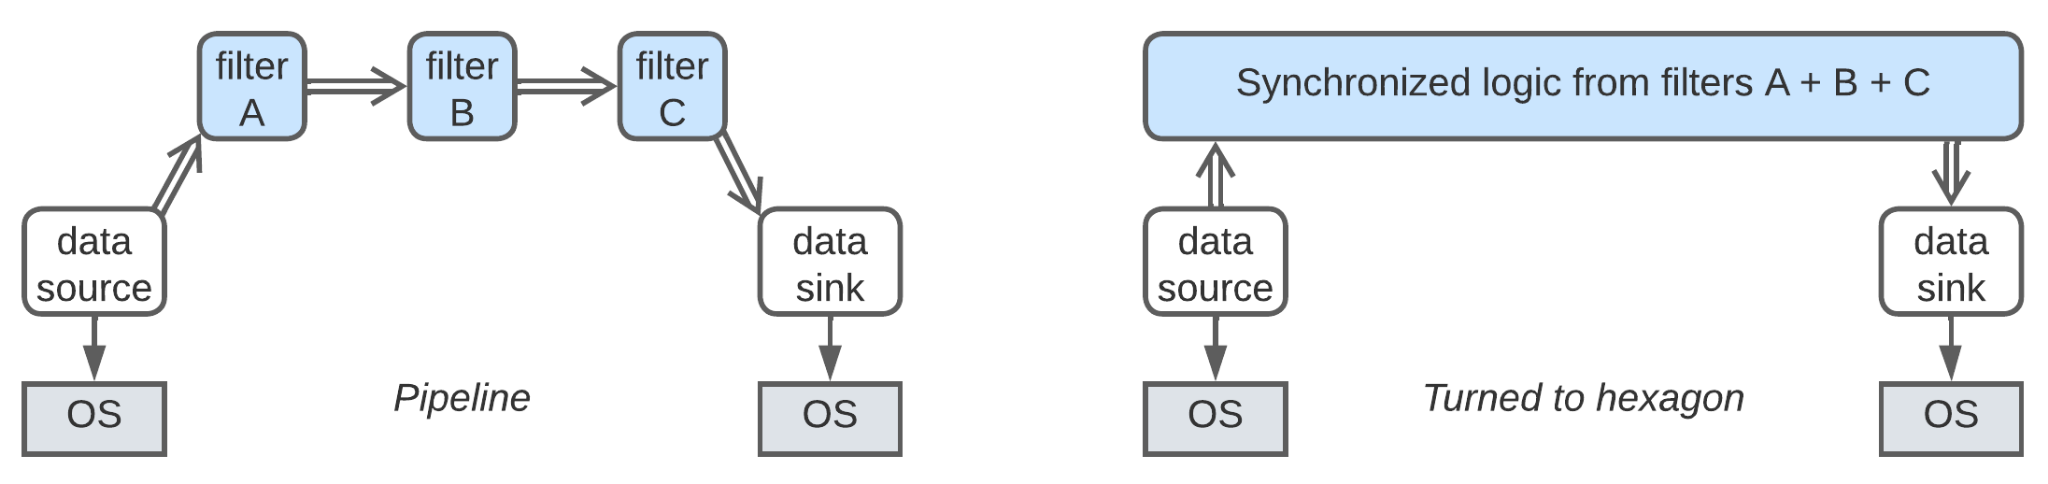 filter
A
filter
B
filter
C
data
source
data
sink
OS
Pipeline
OS
Synchronized logic from filters A + B + C
data
source
data
sink
OS
Turned to hexagon
OS